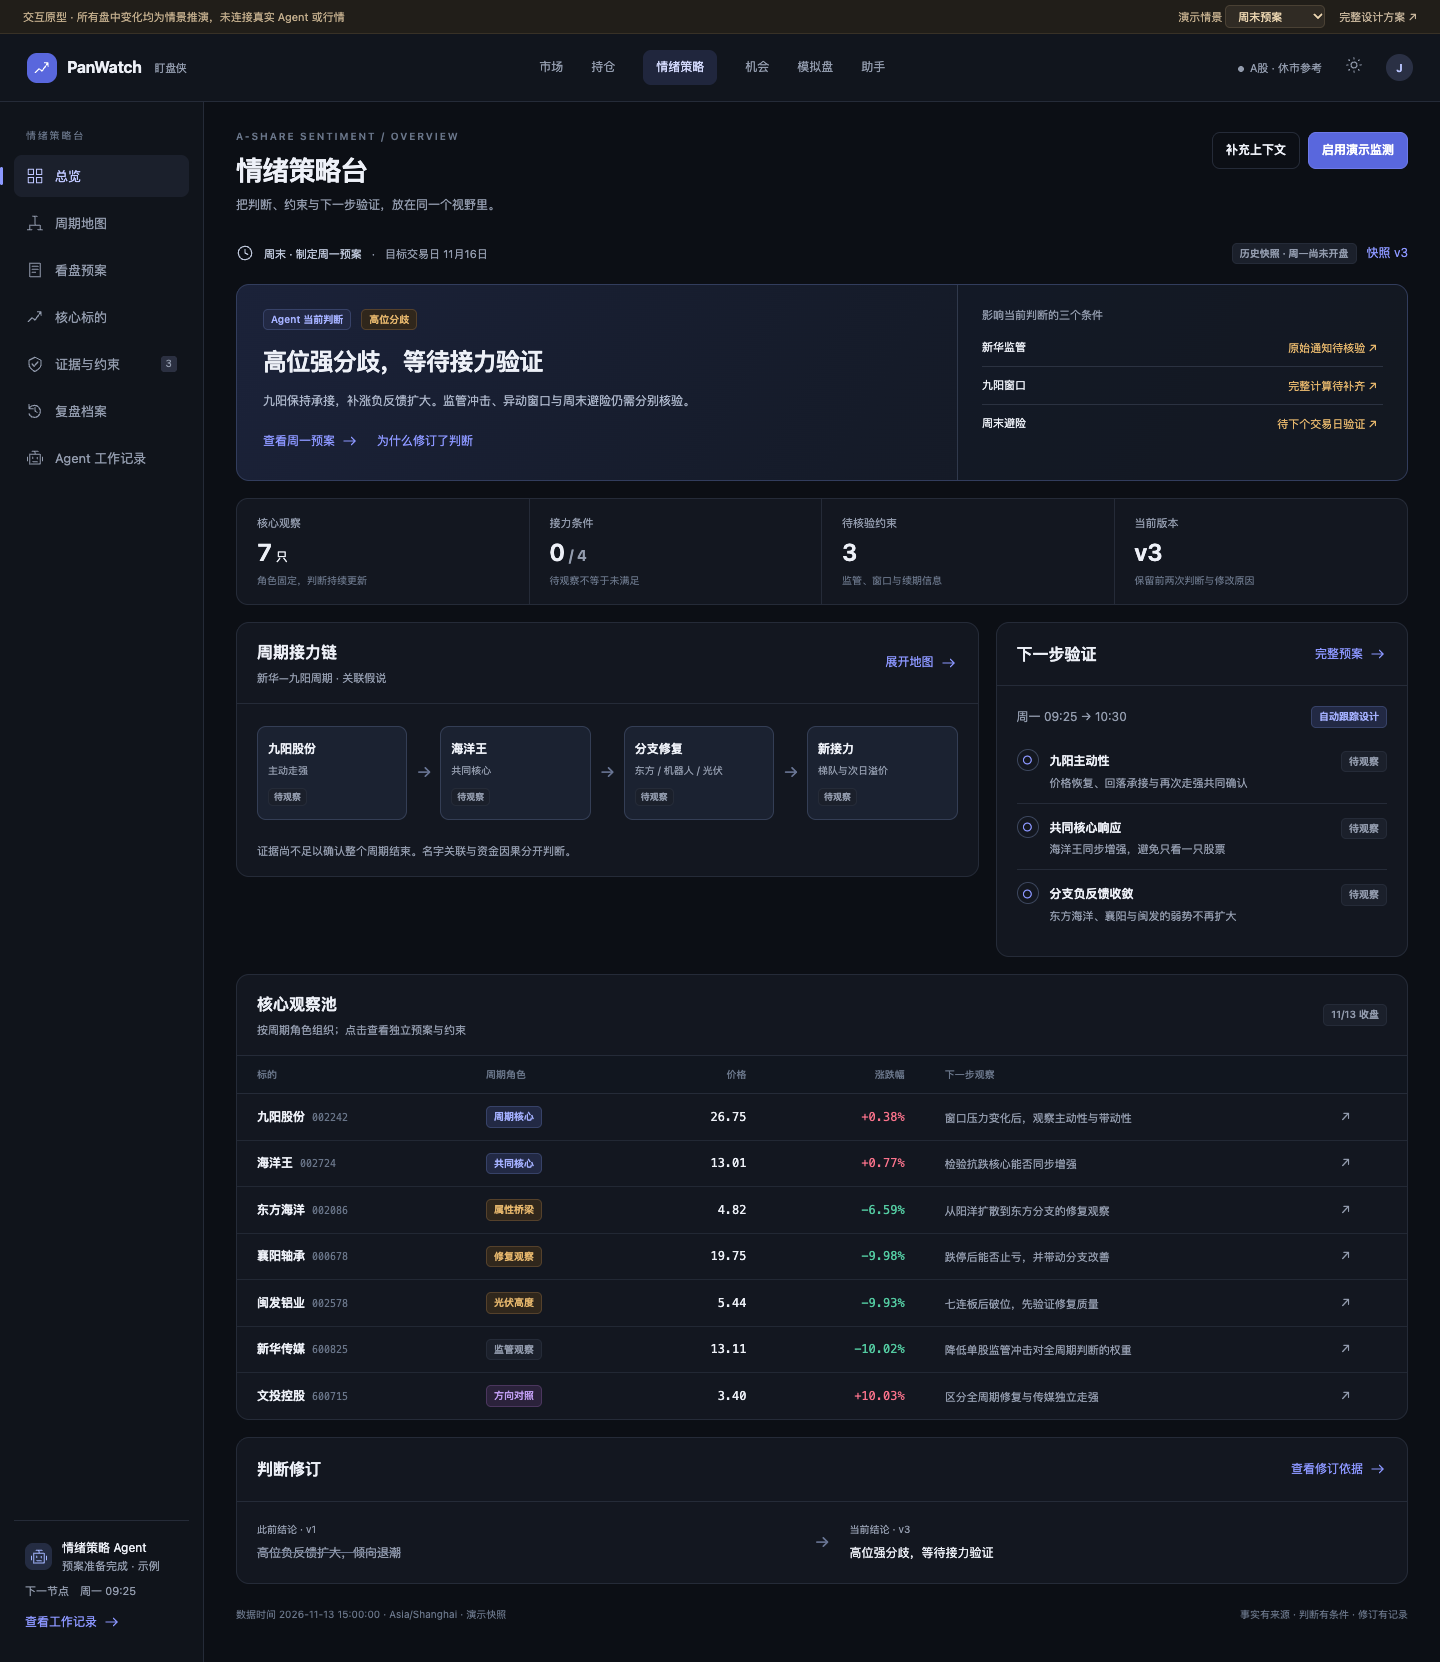 交互原型 · 所有盘中变化均为情景推演，未连接真实 Agent 或行情
演示情景 周末预案 完整设计方案 ↗
PanWatch 盯盘侠
市场 持仓 情绪策略 机会 模拟盘 助手
A股 · 休市参考 J
情绪策略台
总览
周期地图
看盘预案
核心标的
证据与约束 3
复盘档案
Agent 工作记录
A-SHARE SENTIMENT / OVERVIEW
情绪策略台
把判断、约束与下一步验证，放在同一个视野里。
补充上下文 启用演示监测
周末 · 制定周一预案 · 目标交易日 11月16日
历史快照 · 周一尚未开盘 快照 v3
Agent 当前判断 高位分歧
高位强分歧，等待接力验证
九阳保持承接，补涨负反馈扩大。监管冲击、异动窗口与周末避险仍需分别核验。
查看周一预案 → 为什么修订了判断
影响当前判断的三个条件
新华监管 原始通知待核验 ↗
九阳窗口 完整计算待补齐 ↗
周末避险 待下个交易日验证 ↗
核心观察
7 只
角色固定，判断持续更新
接力条件
0 / 4
待观察不等于未满足
待核验约束
3
监管、窗口与续期信息
当前版本
v3
保留前两次判断与修改原因
周期接力链
新华—九阳周期 · 关联假说
展开地图 →
九阳股份
主动走强
待观察
→
海洋王
共同核心
待观察
→
分支修复
东方 / 机器人 / 光伏
待观察
→
新接力
梯队与次日溢价
待观察
证据尚不足以确认整个周期结束。名字关联与资金因果分开判断。
下一步验证 完整预案 →
周一 09:25 → 10:30 自动跟踪设计
九阳主动性 待观察
价格恢复、回落承接与再次走强共同确认
共同核心响应 待观察
海洋王同步增强，避免只看一只股票
分支负反馈收敛 待观察
东方海洋、襄阳与闽发的弱势不再扩大
核心观察池
按周期角色组织；点击查看独立预案与约束
11/13 收盘
标的 周期角色 价格 涨跌幅 下一步观察
九阳股份 002242 周期核心 26.75 +0.38% 窗口压力变化后，观察主动性与带动性 ↗
海洋王 002724 共同核心 13.01 +0.77% 检验抗跌核心能否同步增强 ↗
东方海洋 002086 属性桥梁 4.82 −6.59% 从阳洋扩散到东方分支的修复观察 ↗
襄阳轴承 000678 修复观察 19.75 −9.98% 跌停后能否止亏，并带动分支改善 ↗
闽发铝业 002578 光伏高度 5.44 −9.93% 七连板后破位，先验证修复质量 ↗
新华传媒 600825 监管观察 13.11 −10.02% 降低单股监管冲击对全周期判断的权重 ↗
文投控股 600715 方向对照 3.40 +10.03% 区分全周期修复与传媒独立走强 ↗
判断修订 查看修订依据 →
此前结论 · v1
高位负反馈扩大，倾向退潮
→
当前结论 · v3
高位强分歧，等待接力验证
情绪策略 Agent
预案准备完成 · 示例
下一节点 周一 09:25
查看工作记录 →
数据时间 2026-11-13 15:00:00 · Asia/Shanghai · 演示快照
事实有来源 · 判断有条件 · 修订有记录